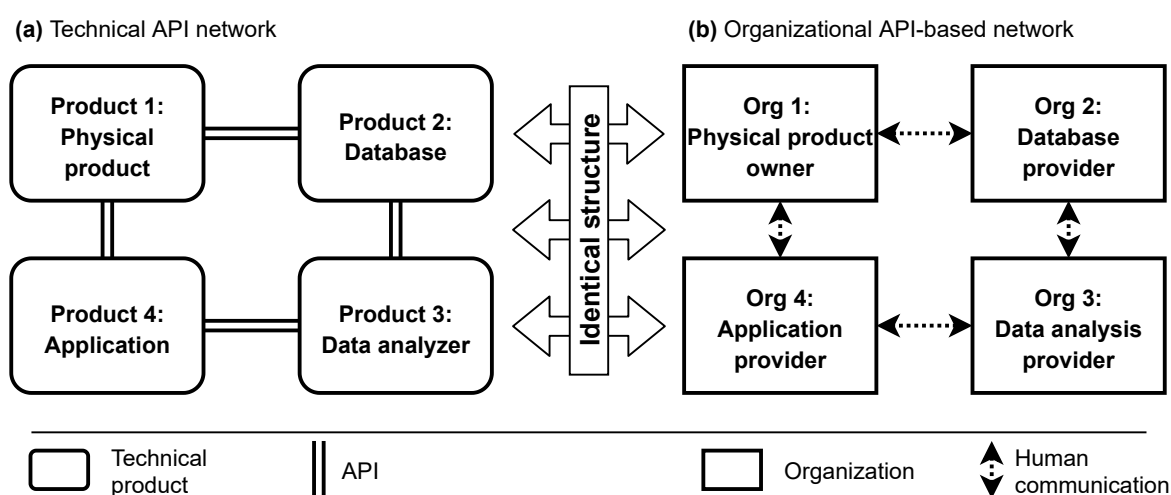 (a) Technical API network
(b) Organizational API-based network
Product 1:
Physical
product
Product 2:
Database
Product 4:
Application
Product 3:
Data analyzer
Identical structure
Org 1:
Physical product
owner
Org 2:
Database
provider
Org 4:
Application
provider
Org 3:
Data analysis
provider
Technical
product
API
Organization
Human
communication